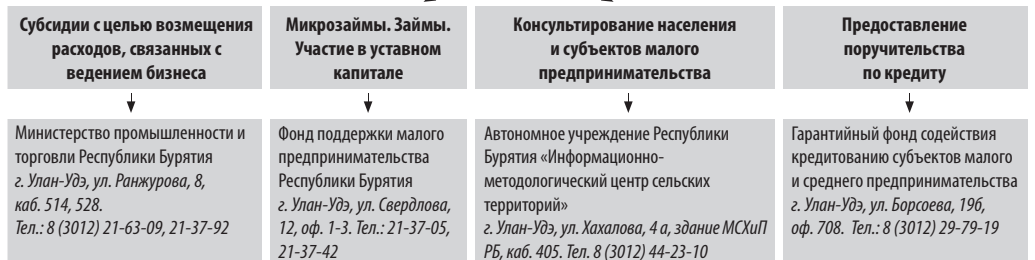 Субсидии с целью возмещения
расходов, связанных с
ведением бизнеса
Микрозаймы. Займы.
Участие в уставном
капитале
Консультирование населения
и субъектов малого
предпринимательства
Предоставление
поручительства
по кредиту
Министерство промышленности и
торговли Республики Бурятия
г. Улан-Удэ, ул. Ранжурова, 8,
каб. 514, 528.
Тел.: 8 (3012) 21-63-09, 21-37-92
Фонд поддержки малого
предпринимательства
Республики Бурятия
г. Улан-Удэ, ул. Свердлова,
12, оф. 1-3. Тел.: 21-37-05,
21-37-42
Автономное учреждение Республики
Бурятия «Информационно-
методологический центр сельских
территорий»
г. Улан-Удэ, ул. Хахалова, 4 а, здание МСХиП
РБ, каб. 405. Тел. 8 (3012) 44-23-10
Гарантийный фонд содействия
кредитованию субъектов малого
и среднего предпринимательства
г. Улан-Удэ, ул. Борсоева, 19б,
оф. 708. Тел.: 8 (3012) 29-79-19